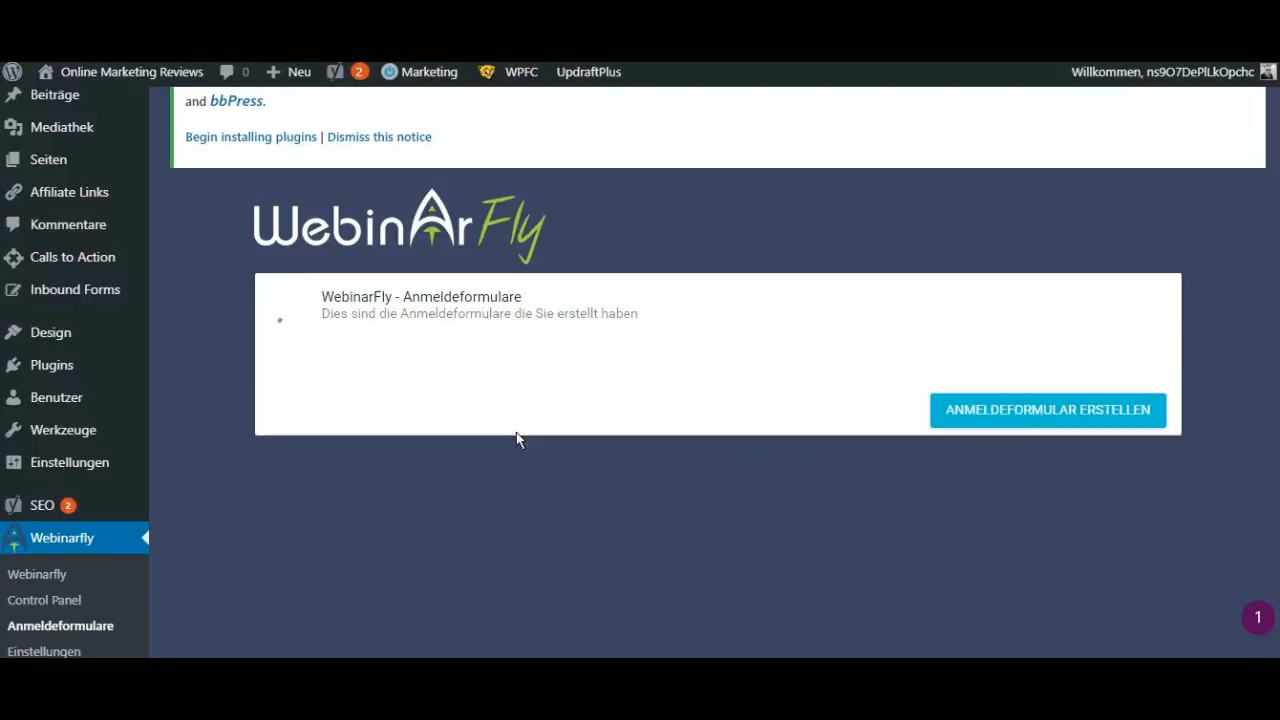 Online Marketing Reviews 0 Neu 2 Marketing WPFC UpdraftPlus Willkommen, ns9O7DePlLkOpchc
Beiträge
Mediathek
Seiten
Affiliate Links
Kommentare
Calls to Action
Inbound Forms
Design
Plugins
Benutzer
Werkzeuge
Einstellungen
SEO 2
Webinarfly
Webinarfly
Control Panel
Anmeldeformulare
Einstellungen
and bbPress.
Begin installing plugins | Dismiss this notice
WebinArFly
WebinarFly - Anmeldeformulare
Dies sind die Anmeldeformulare die Sie erstellt haben
ANMELDEFORMULAR ERSTELLEN
1